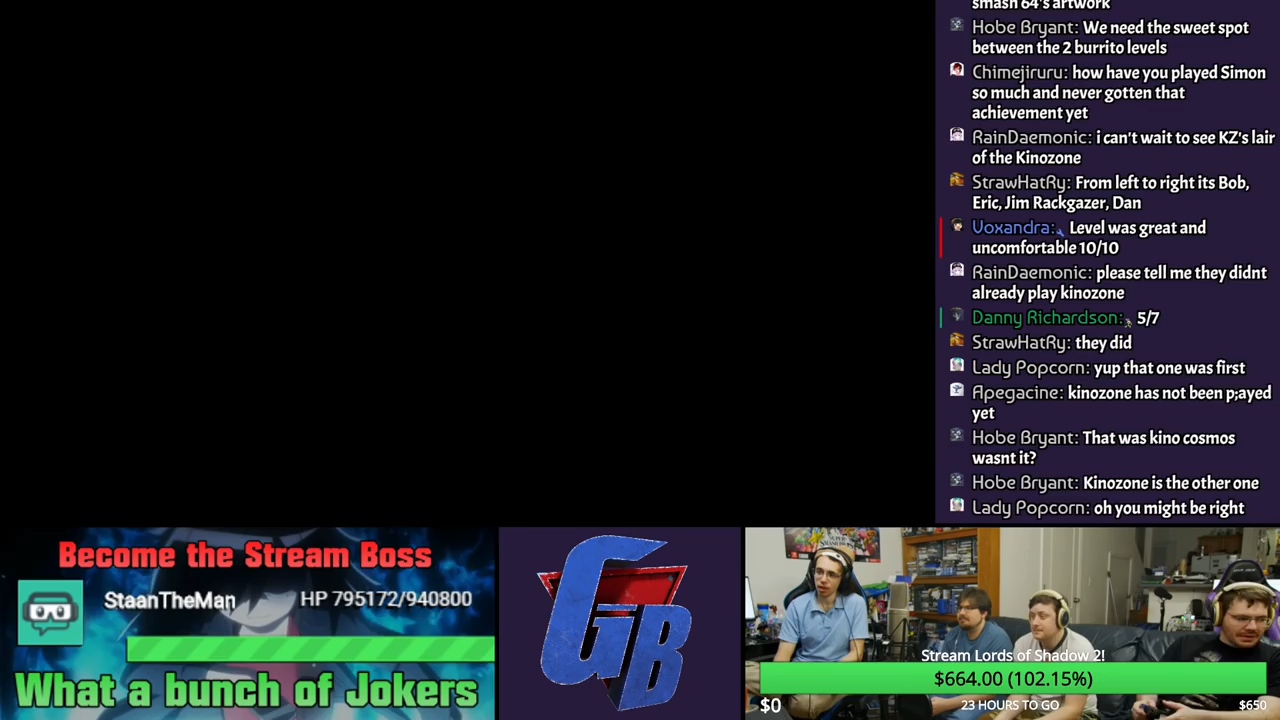 smash 64's artwork
Hobe Bryant: We need the sweet spot
between the 2 burrito levels
Chimejiruru: how have you played Simon
so much and never gotten that
achievement yet
RainDaemonic: i can't wait to see KZ's lair
of the Kinozone
StrawHatRy: From left to right its Bob,
Eric, Jim Rackgazer, Dan
Voxandra: Level was great and
uncomfortable 10/10
RainDaemonic: please tell me they didnt
already play kinozone
Danny Richardson: 5/7
StrawHatRy: they did
Lady Popcorn: yup that one was first
Apegacine: kinozone has not been p;ayed
yet
Hobe Bryant: That was kino cosmos
wasnt it?
Hobe Bryant: Kinozone is the other one
Lady Popcorn: oh you might be right
Become the Stream Boss
StaanTheMan HP 795172/940800
What a bunch of Jokers
GB
Stream Lords of Shadow 2!
$664.00 (102.15%)
$0 23 HOURS TO GO $650